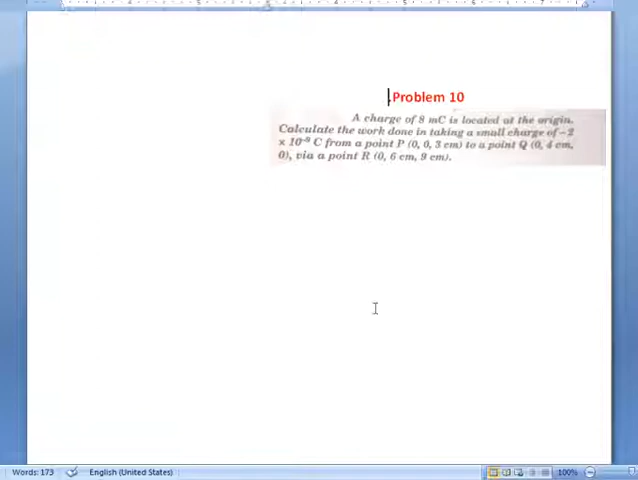 .Problem 10
A charge of 8 mC is located at the origin.
Calculate the work done in taking a small charge of –2
× 10⁻⁹ C from a point P (0, 0, 3 cm) to a point Q (0, 4 cm,
0), via a point R (0, 6 cm, 9 cm).
Words: 173 English (United States) 100%